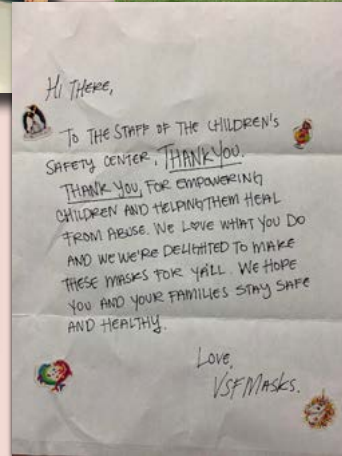 HI THERE,
TO THE STAFF OF THE CHILDREN'S
SAFETY CENTER, THANK YOU.
THANK YOU, FOR EMPOWERING
CHILDREN AND HELPING THEM HEAL
FROM ABUSE. WE LOVE WHAT YOU DO
AND WE WE'RE DELIGHTED TO MAKE
THESE MASKS FOR YA'LL. WE HOPE
YOU AND YOUR FAMILIES STAY SAFE
AND HEALTHY.
LOVE,
VSFMASKS.